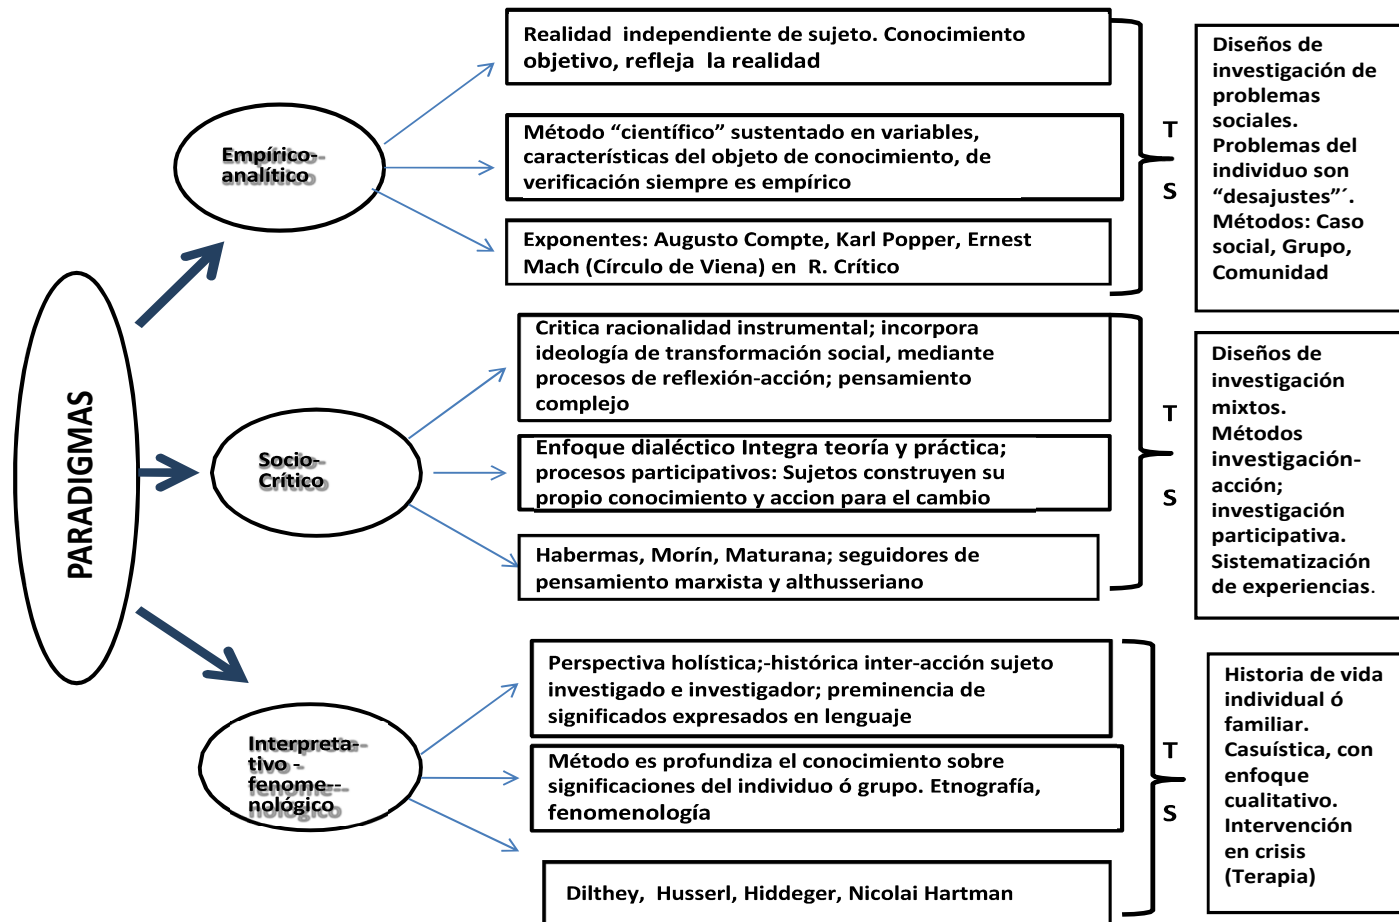 PARADIGMAS
Empírico-
analítico
Realidad independiente de sujeto. Conocimiento
objetivo, refleja la realidad
Método “científico” sustentado en variables,
características del objeto de conocimiento, de
verificación siempre es empírico
Exponentes: Augusto Compte, Karl Popper, Ernest
Mach (Círculo de Viena) en R. Crítico
T
S
Diseños de
investigación de
problemas
sociales.
Problemas del
individuo son
“desajustes”´.
Métodos: Caso
social, Grupo,
Comunidad
Socio-
Crítico
Critica racionalidad instrumental; incorpora
ideología de transformación social, mediante
procesos de reflexión-acción; pensamiento
complejo
Enfoque dialéctico Integra teoría y práctica;
procesos participativos: Sujetos construyen su
propio conocimiento y accion para el cambio
Habermas, Morín, Maturana; seguidores de
pensamiento marxista y althusseriano
T
S
Diseños de
investigación
mixtos.
Métodos
investigación-
acción;
investigación
participativa.
Sistematización
de experiencias.
Interpreta-
tivo -
fenome--
nológico
Perspectiva holística;-histórica inter-acción sujeto
investigado e investigador; preminencia de
significados expresados en lenguaje
Método es profundiza el conocimiento sobre
significaciones del individuo ó grupo. Etnografía,
fenomenología
Dilthey, Husserl, Hiddeger, Nicolai Hartman
T
S
Historia de vida
individual ó
familiar.
Casuística, con
enfoque
cualitativo.
Intervención
en crisis
(Terapia)